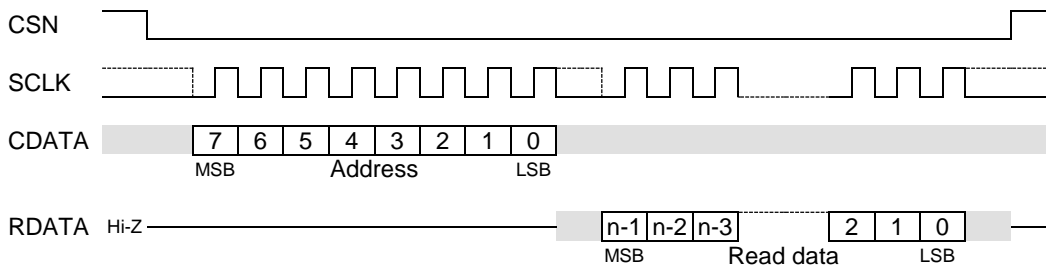 CSN
SCLK
CDATA 7 6 5 4 3 2 1 0
MSB Address LSB
RDATA Hi-Z n-1 n-2 n-3 2 1 0
MSB Read data LSB